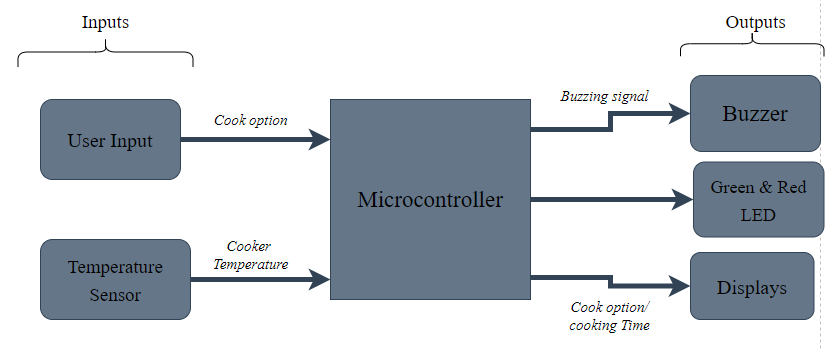 Inputs
Outputs
User Input
Cook option
Temperature
Sensor
Cooker
Temperature
Microcontroller
Buzzing signal
Buzzer
Green & Red
LED
Cook option/
cooking Time
Displays